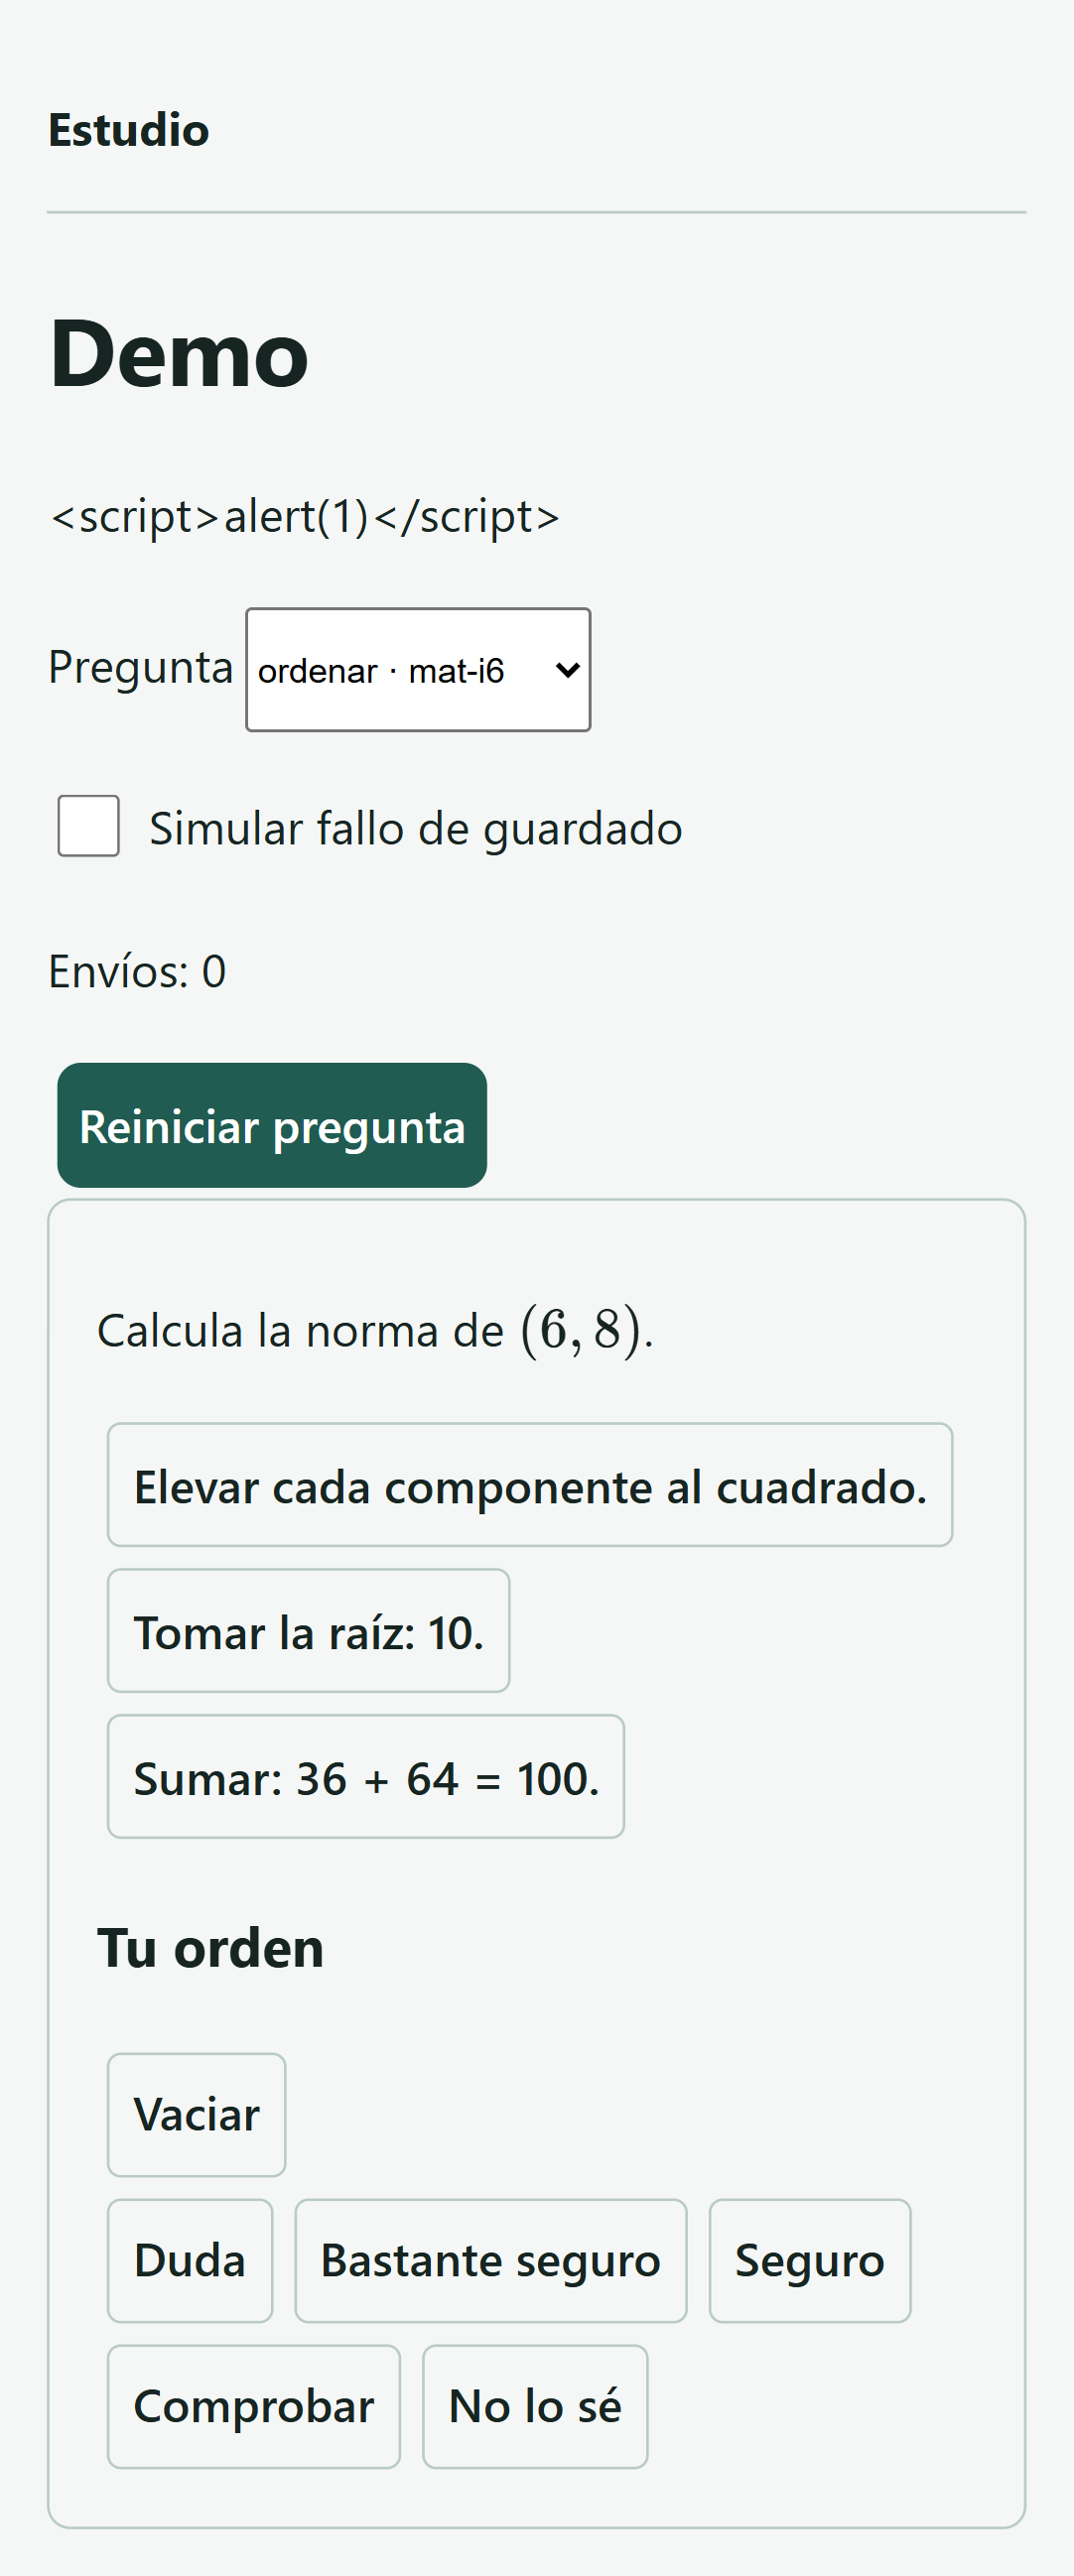 Estudio
Demo
<script>alert(1)</script>
Pregunta ordenar · mat-i6
Simular fallo de guardado
Envíos: 0
Reiniciar pregunta
Calcula la norma de (6, 8).
Elevar cada componente al cuadrado.
Tomar la raíz: 10.
Sumar: 36 + 64 = 100.
Tu orden
Vaciar
Duda Bastante seguro Seguro
Comprobar No lo sé